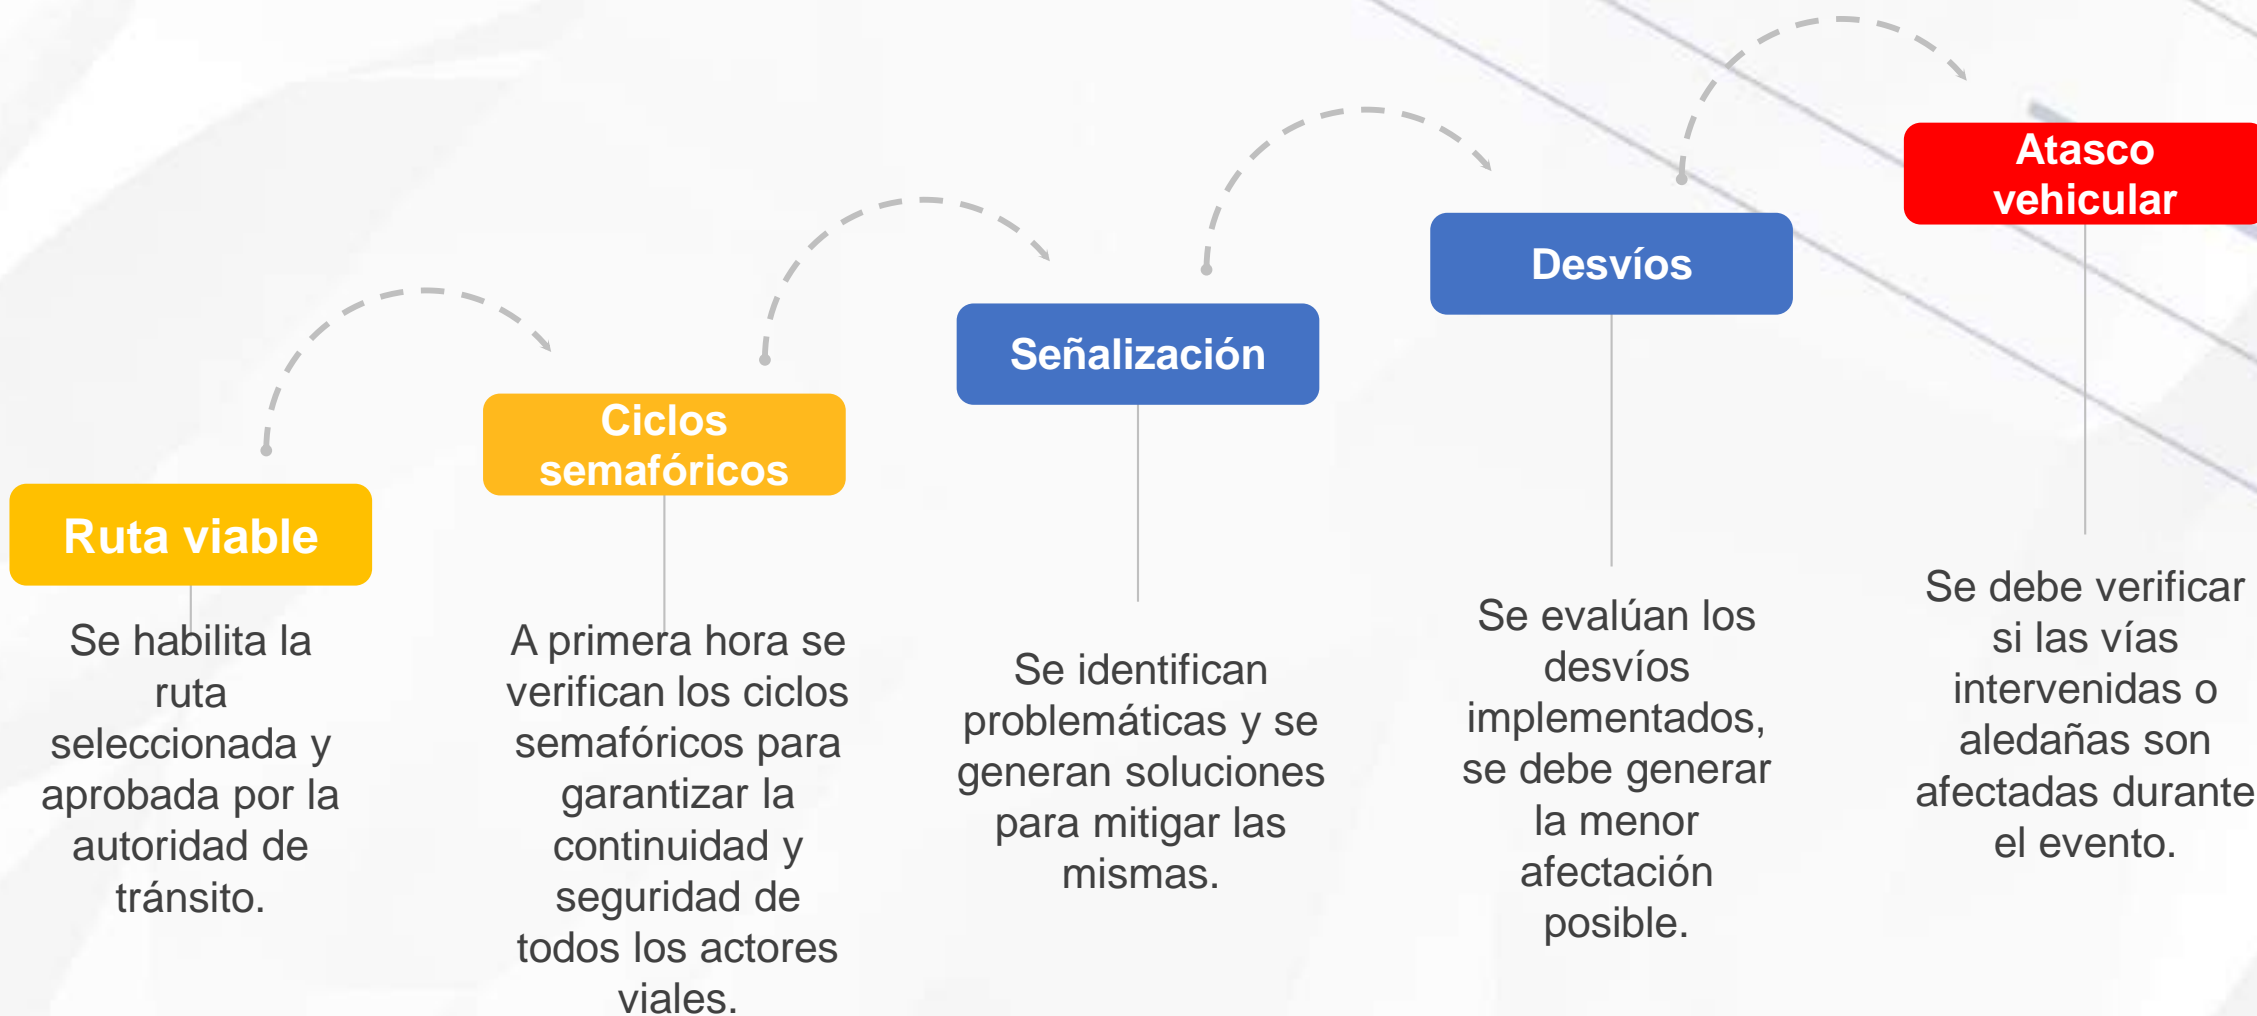 Ruta viable
Se habilita la
ruta
seleccionada y
aprobada por la
autoridad de
tránsito.
Ciclos
semafóricos
A primera hora se
verifican los ciclos
semafóricos para
garantizar la
continuidad y
seguridad de
todos los actores
viales.
Señalización
Se identifican
problemáticas y se
generan soluciones
para mitigar las
mismas.
Desvíos
Se evalúan los
desvíos
implementados,
se debe generar
la menor
afectación
posible.
Atasco
vehicular
Se debe verificar
si las vías
intervenidas o
aledañas son
afectadas durante
el evento.